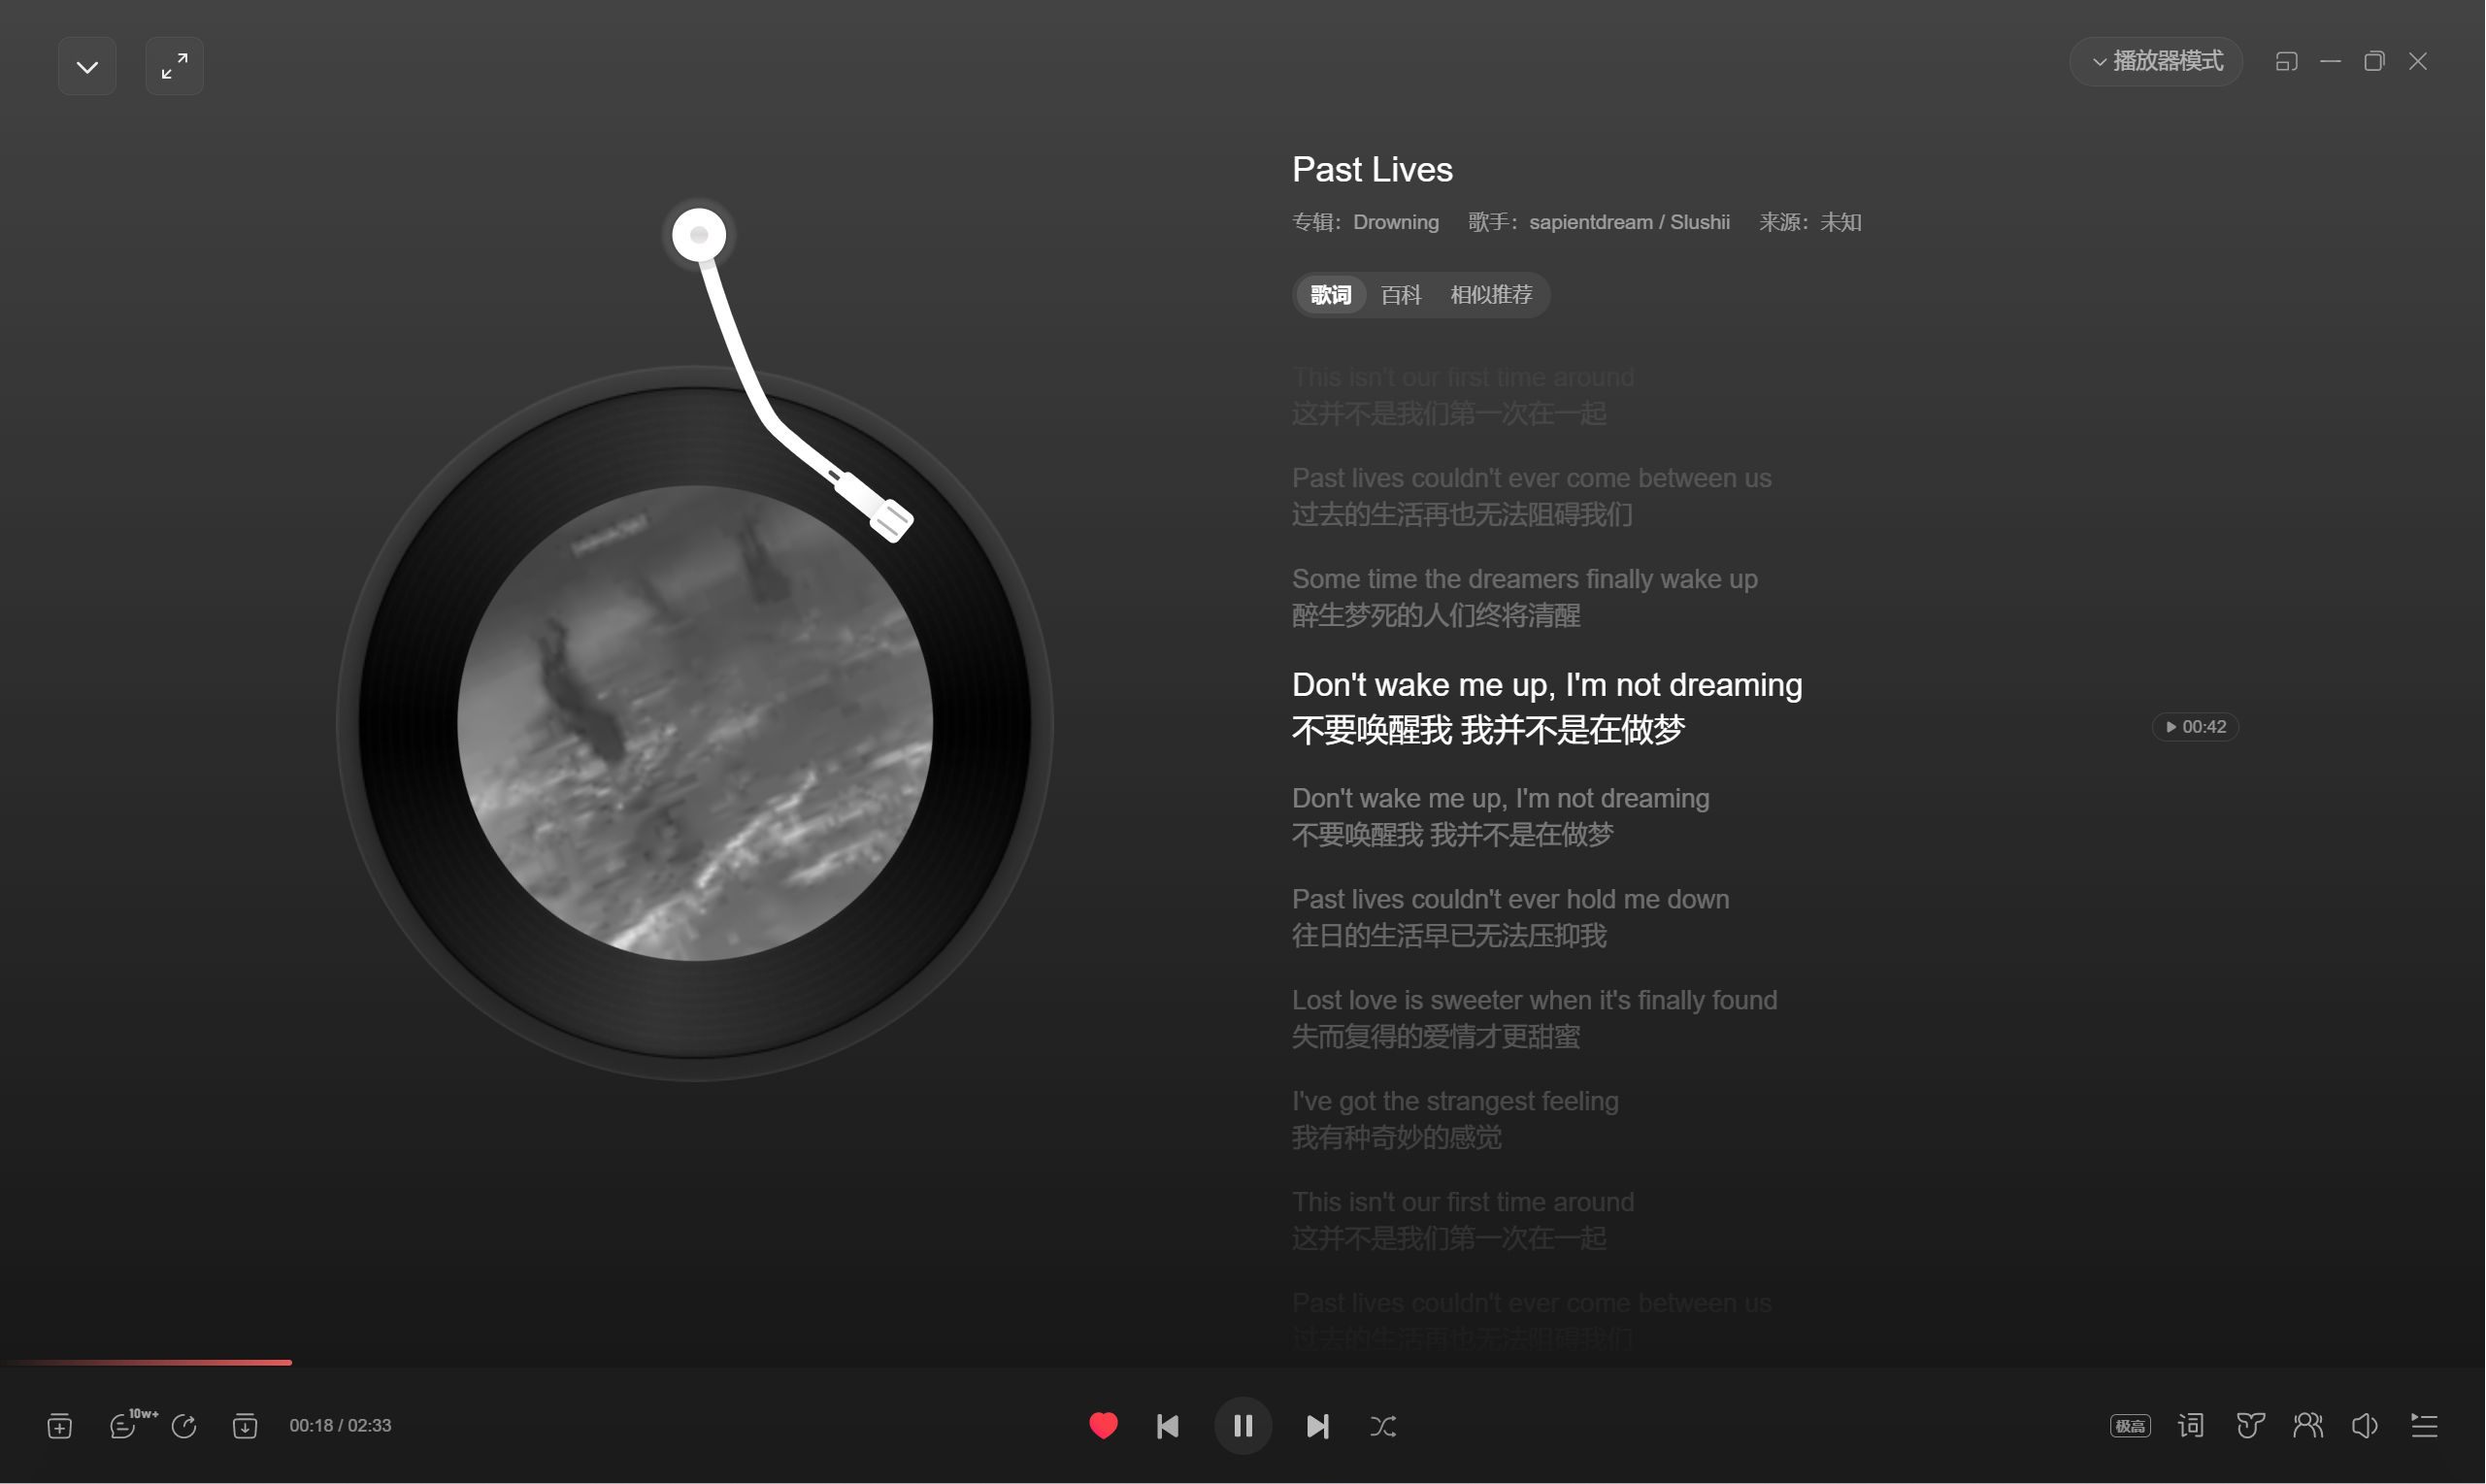 播放器模式
Past Lives
专辑：Drowning 歌手：sapientdream / Slushii 来源：未知
歌词 百科 相似推荐
This isn't our first time around
这并不是我们第一次在一起
Past lives couldn't ever come between us
过去的生活再也无法阻碍我们
Some time the dreamers finally wake up
醉生梦死的人们终将清醒
Don't wake me up, I'm not dreaming
不要唤醒我 我并不是在做梦
00:42
Don't wake me up, I'm not dreaming
不要唤醒我 我并不是在做梦
Past lives couldn't ever hold me down
往日的生活早已无法压抑我
Lost love is sweeter when it's finally found
失而复得的爱情才更甜蜜
I've got the strangest feeling
我有种奇妙的感觉
This isn't our first time around
这并不是我们第一次在一起
Past lives couldn't ever come between us
过去的生活再也无法阻碍我们
10w+
00:18 / 02:33
极高
词